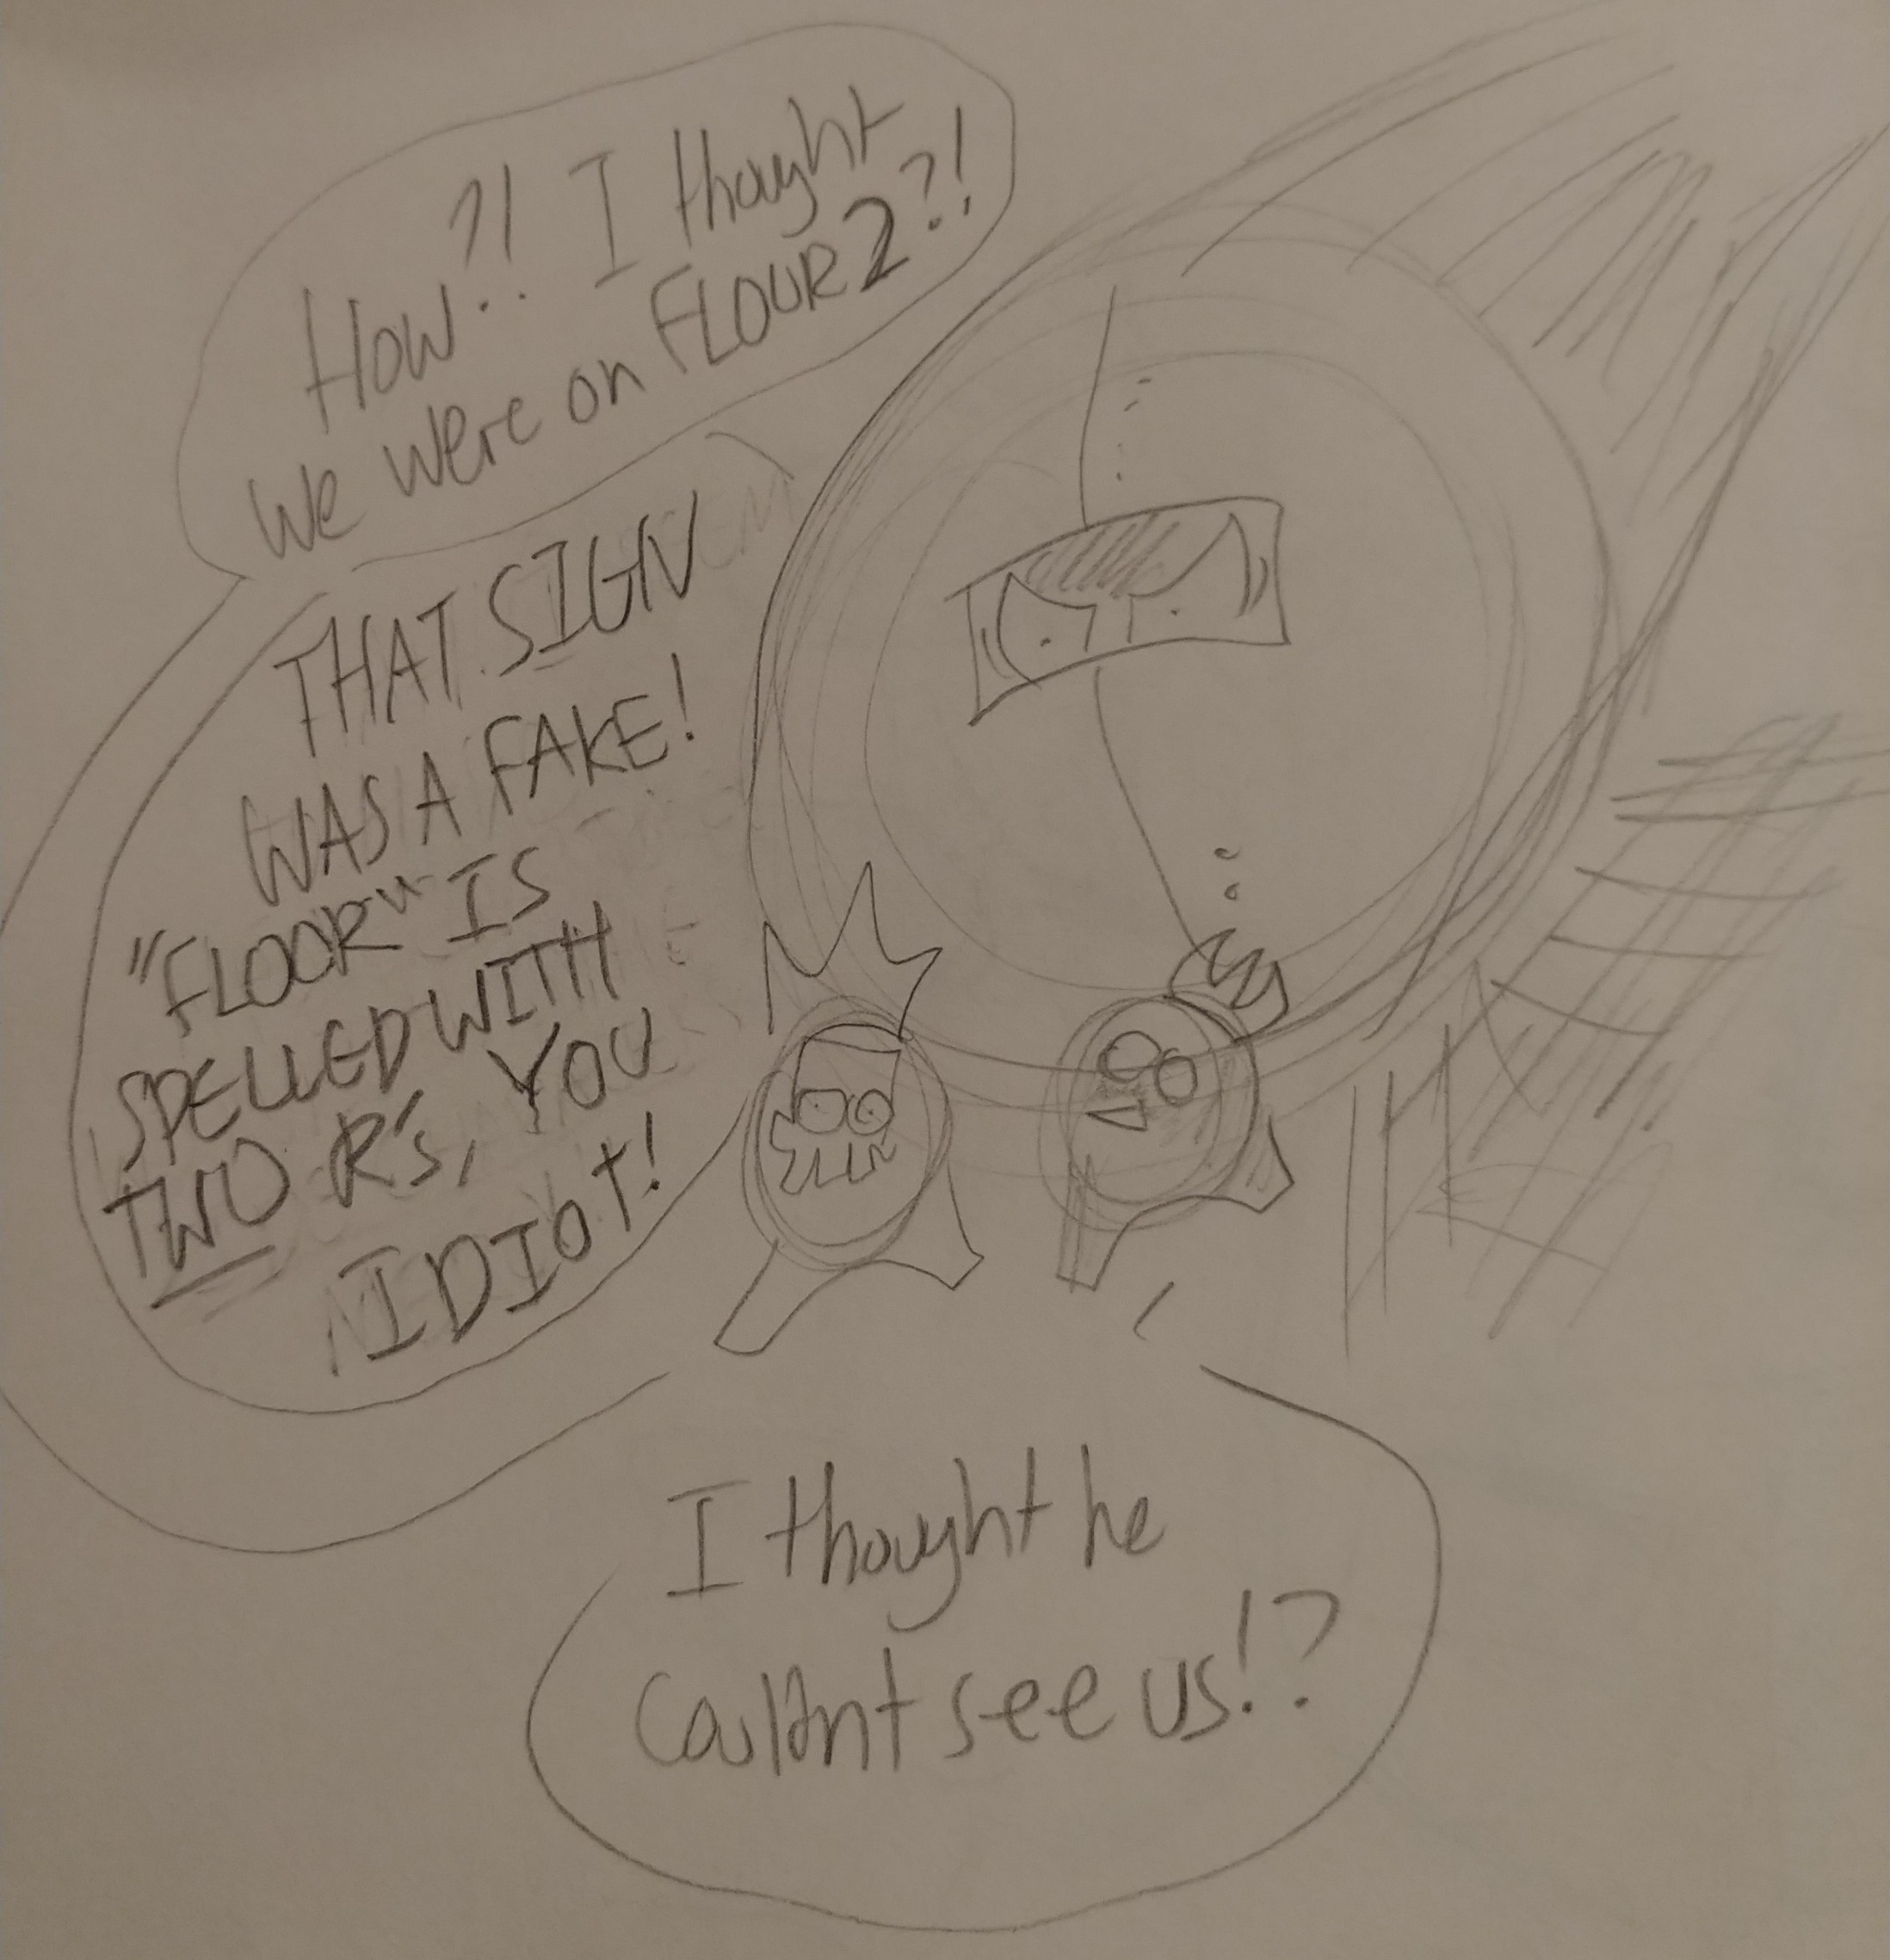 How?! I thought
we were on FLOUR 2?!
THAT SIGN
WAS A FAKE!
"FLOOR" IS
SPELLED WITH
TWO R'S, YOU
IDIOT!
I thought he
Couldnt see us!?